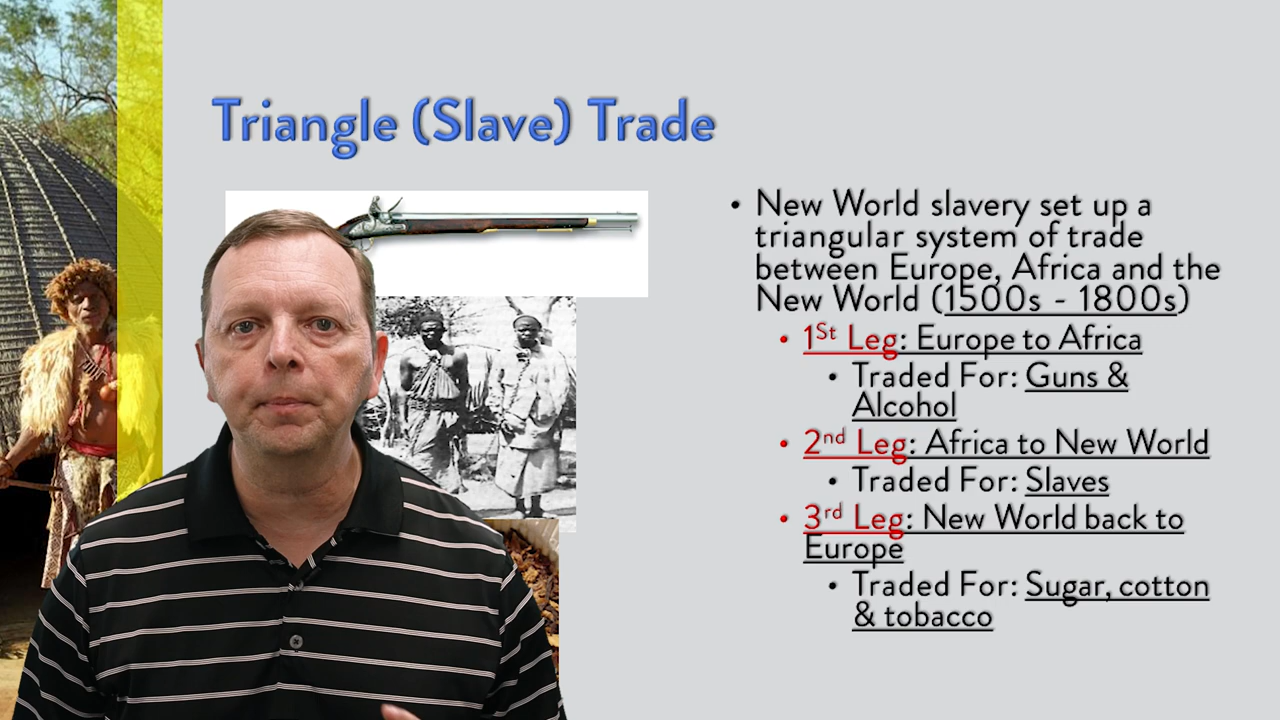 Triangle (Slave) Trade
• New World slavery set up a
triangular system of trade
between Europe, Africa and the
New World (1500s - 1800s)
• 1St Leg: Europe to Africa
• Traded For: Guns &
Alcohol
• 2nd Leg: Africa to New World
• Traded For: Slaves
• 3rd Leg: New World back to
Europe
• Traded For: Sugar, cotton
& tobacco